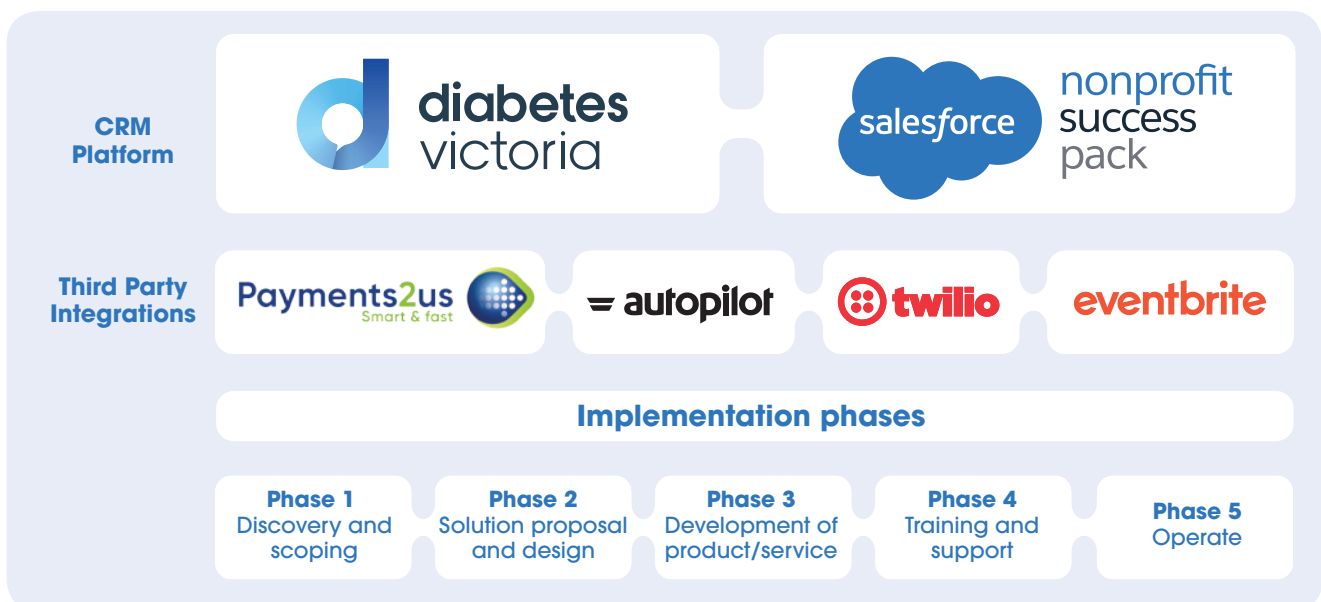 CRM
Platform
diabetes
victoria
salesforce
nonprofit
success
pack
Third Party
Integrations
Payments2us
Smart & fast
autopilot
twilio
eventbrite
Implementation phases
Phase 1
Discovery and
scoping
Phase 2
Solution proposal
and design
Phase 3
Development of
product/service
Phase 4
Training and
support
Phase 5
Operate